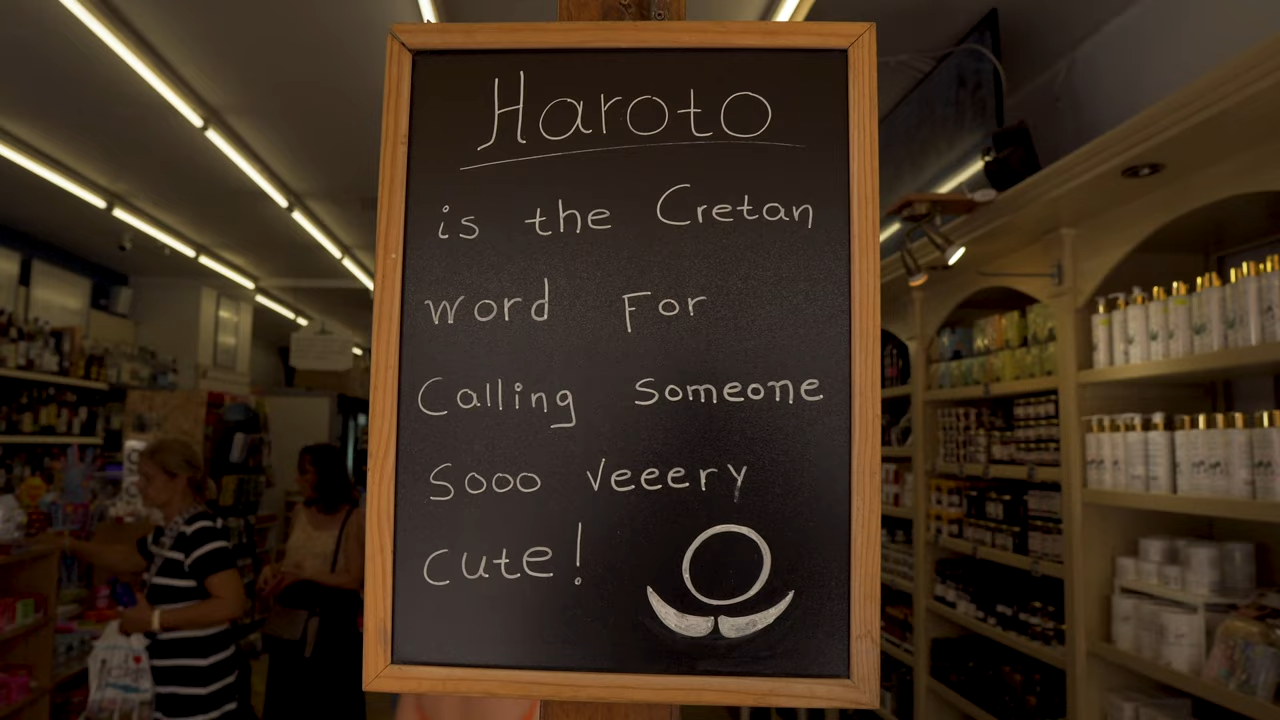 Haroto
is the Cretan
word For
Calling Someone
Sooo Veeery
cute!